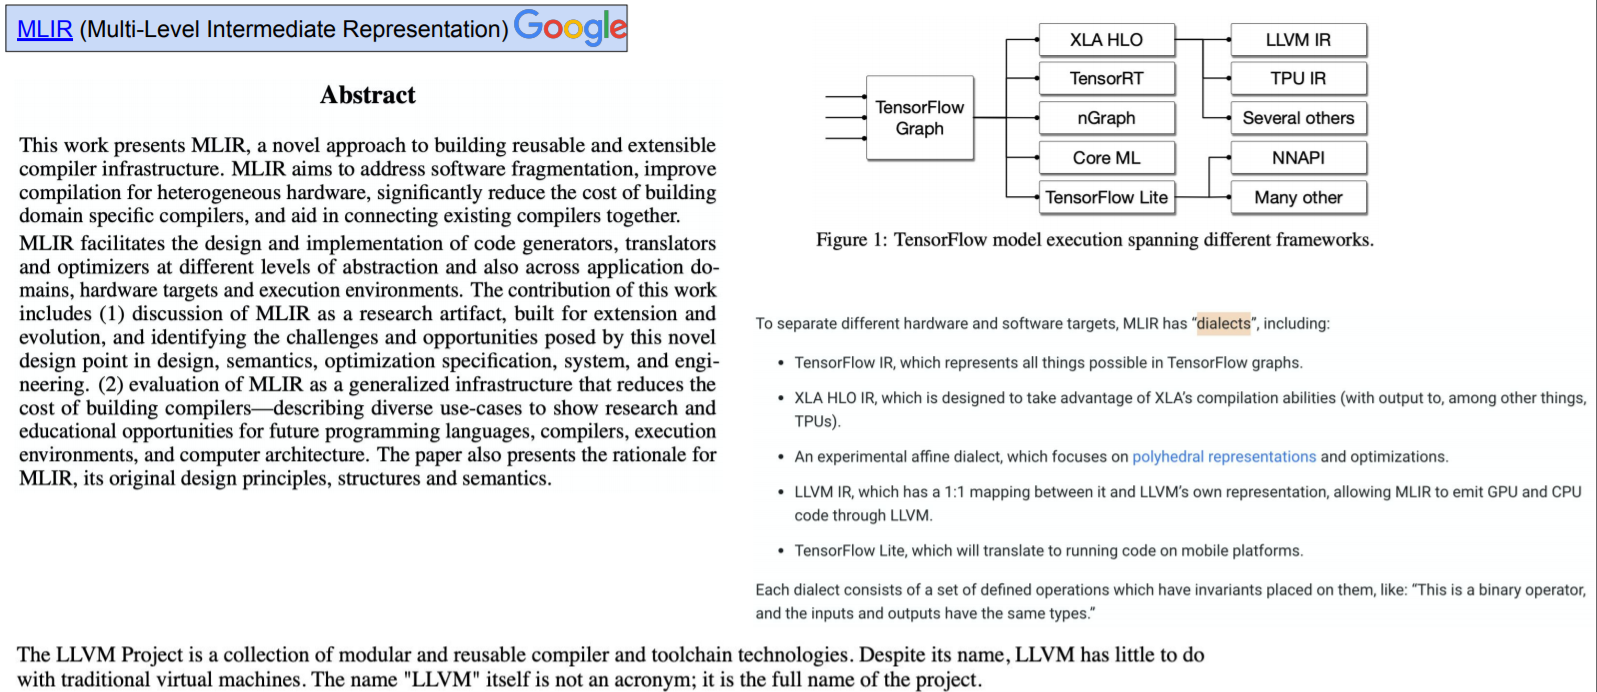 MLIR (Multi-Level Intermediate Representation) Google
Abstract
This work presents MLIR, a novel approach to building reusable and extensible
compiler infrastructure. MLIR aims to address software fragmentation, improve
compilation for heterogeneous hardware, significantly reduce the cost of building
domain specific compilers, and aid in connecting existing compilers together.
MLIR facilitates the design and implementation of code generators, translators
and optimizers at different levels of abstraction and also across application do-
mains, hardware targets and execution environments. The contribution of this work
includes (1) discussion of MLIR as a research artifact, built for extension and
evolution, and identifying the challenges and opportunities posed by this novel
design point in design, semantics, optimization specification, system, and engi-
neering. (2) evaluation of MLIR as a generalized infrastructure that reduces the
cost of building compilers—describing diverse use-cases to show research and
educational opportunities for future programming languages, compilers, execution
environments, and computer architecture. The paper also presents the rationale for
MLIR, its original design principles, structures and semantics.
TensorFlow
Graph
XLA HLO
TensorRT
nGraph
Core ML
TensorFlow Lite
LLVM IR
TPU IR
Several others
NNAPI
Many other
Figure 1: TensorFlow model execution spanning different frameworks.
To separate different hardware and software targets, MLIR has “dialects”, including:
• TensorFlow IR, which represents all things possible in TensorFlow graphs.
• XLA HLO IR, which is designed to take advantage of XLA’s compilation abilities (with output to, among other things,
TPUs).
• An experimental affine dialect, which focuses on polyhedral representations and optimizations.
• LLVM IR, which has a 1:1 mapping between it and LLVM’s own representation, allowing MLIR to emit GPU and CPU
code through LLVM.
• TensorFlow Lite, which will translate to running code on mobile platforms.
Each dialect consists of a set of defined operations which have invariants placed on them, like: “This is a binary operator,
and the inputs and outputs have the same types.”
The LLVM Project is a collection of modular and reusable compiler and toolchain technologies. Despite its name, LLVM has little to do
with traditional virtual machines. The name "LLVM" itself is not an acronym; it is the full name of the project.